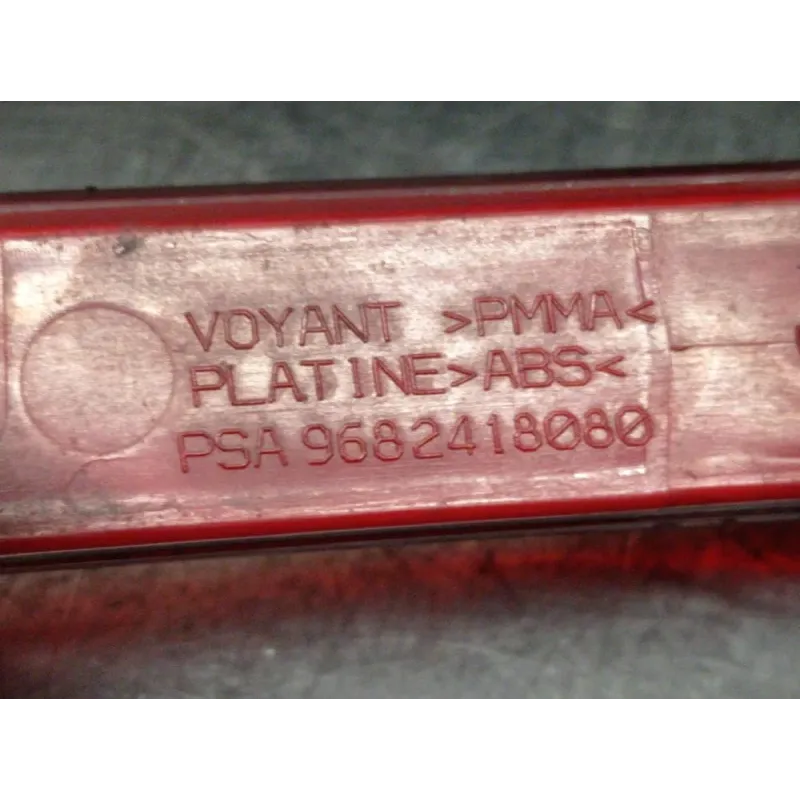 VOYANT >PMMA<
PLATINE >ABS<
PSA 9682418080